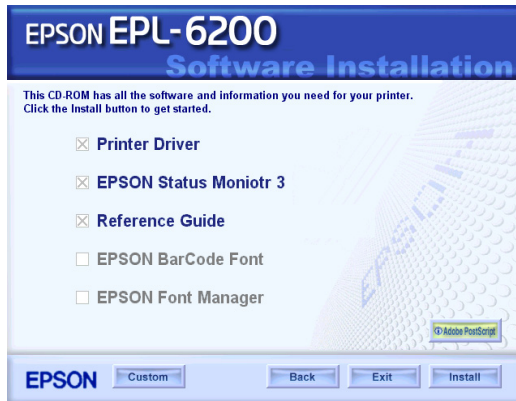 EPSON EPL-6200
Software Installation
This CD-ROM has all the software and information you need for your printer.
Click the Install button to get started.
Printer Driver
EPSON Status Moniotr 3
Reference Guide
EPSON BarCode Font
EPSON Font Manager
EPSON
Adobe PostScript
EPSON Custom Back Exit Install